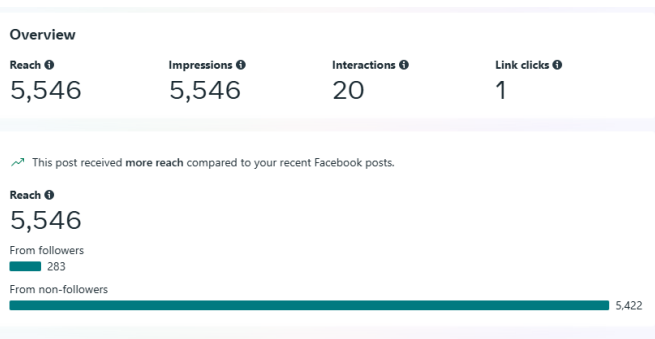 Overview
Reach Impressions Interactions Link clicks
5,546 5,546 20 1
This post received more reach compared to your recent Facebook posts.
Reach
5,546
From followers
283
From non-followers
5,422